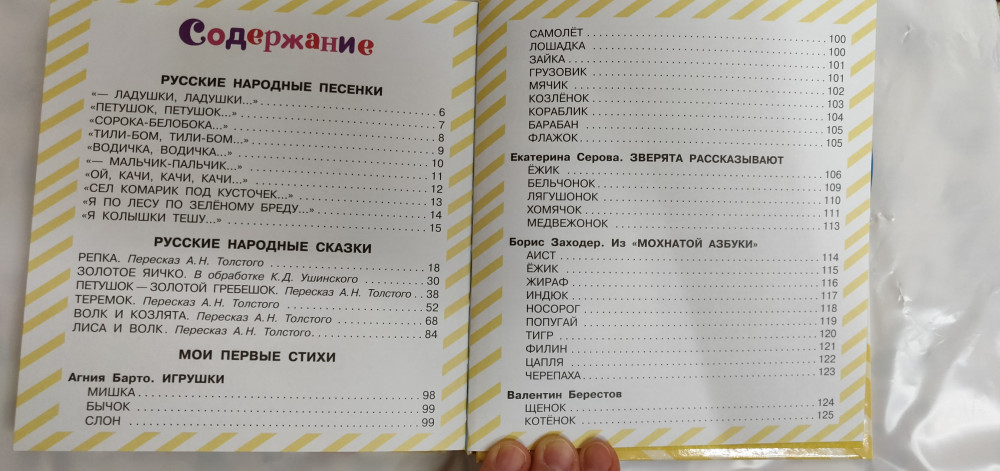 Содержание
РУССКИЕ НАРОДНЫЕ ПЕСЕНКИ
«— ЛАДУШКИ, ЛАДУШКИ...» 6
«ПЕТУШОК, ПЕТУШОК...» 7
«СОРОКА-БЕЛОБОКА...» 8
«ТИЛИ-БОМ, ТИЛИ-БОМ...» 9
«ВОДИЧКА, ВОДИЧКА...» 10
«— МАЛЬЧИК-ПАЛЬЧИК...» 11
«ОЙ, КАЧИ, КАЧИ, КАЧИ...» 12
«СЕЛ КОМАРИК ПОД КУСТОЧЕК...» 13
«Я ПО ЛЕСУ ПО ЗЕЛЁНОМУ БРЕДУ...» 14
«Я КОЛЫШКИ ТЕШУ...» 15
РУССКИЕ НАРОДНЫЕ СКАЗКИ
РЕПКА. Пересказ А.Н. Толстого 18
ЗОЛОТОЕ ЯИЧКО. В обработке К.Д. Ушинского 30
ПЕТУШОК — ЗОЛОТОЙ ГРЕБЕШОК. Пересказ А.Н. Толстого 38
ТЕРЕМОК. Пересказ А.Н. Толстого 52
ВОЛК И КОЗЛЯТА. Пересказ А.Н. Толстого 68
ЛИСА И ВОЛК. Пересказ А.Н. Толстого 84
МОИ ПЕРВЫЕ СТИХИ
Агния Барто. ИГРУШКИ
МИШКА 98
БЫЧОК 99
СЛОН 99
САМОЛЁТ 100
ЛОШАДКА 100
ЗАЙКА 101
ГРУЗОВИК 101
МЯЧИК 102
КОЗЛЁНОК 103
КОРАБЛИК 104
БАРАБАН 105
ФЛАЖОК 105
Екатерина Серова. ЗВЕРЯТА РАССКАЗЫВАЮТ
ЁЖИК 106
БЕЛЬЧОНОК 109
ЛЯГУШОНОК 110
ХОМЯЧОК 111
МЕДВЕЖОНОК 113
Борис Заходер. Из «МОХНАТОЙ АЗБУКИ»
АИСТ 114
ЁЖИК 115
ЖИРАФ 116
ИНДЮК 117
НОСОРОГ 118
ПОПУГАЙ 119
ТИГР 120
ФИЛИН 121
ЦАПЛЯ 122
ЧЕРЕПАХА 123
Валентин Берестов
ЩЕНОК 124
КОТЁНОК 125